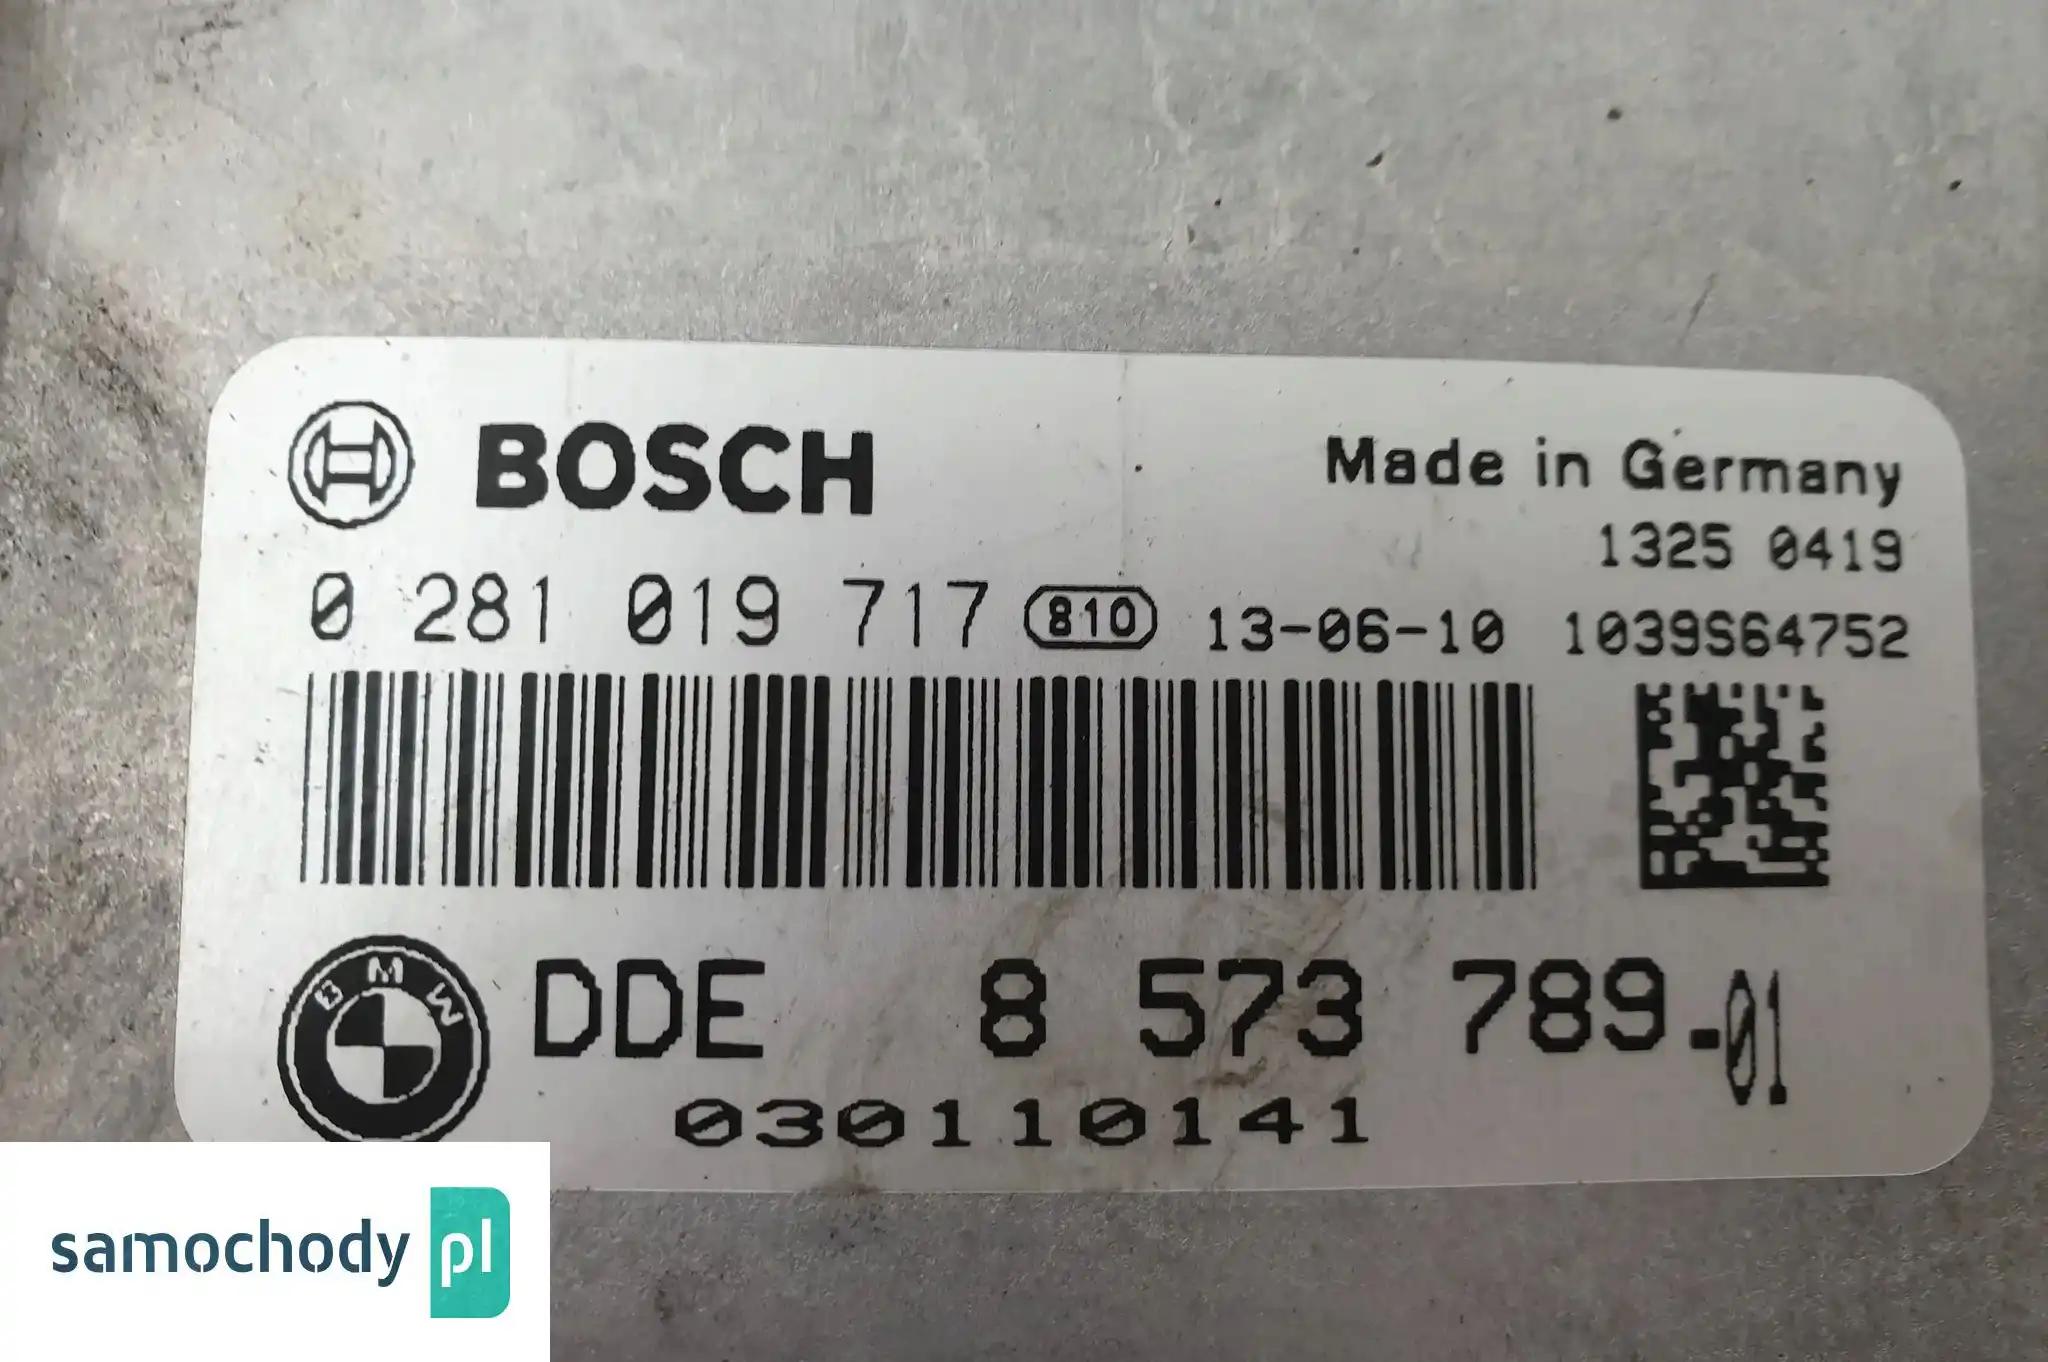 BOSCH
Made in Germany
1325 0419
0 281 019 717 810 13-06-10 1039S64752
BMW
DDE 8 573 789.01
030110141
samochody pl